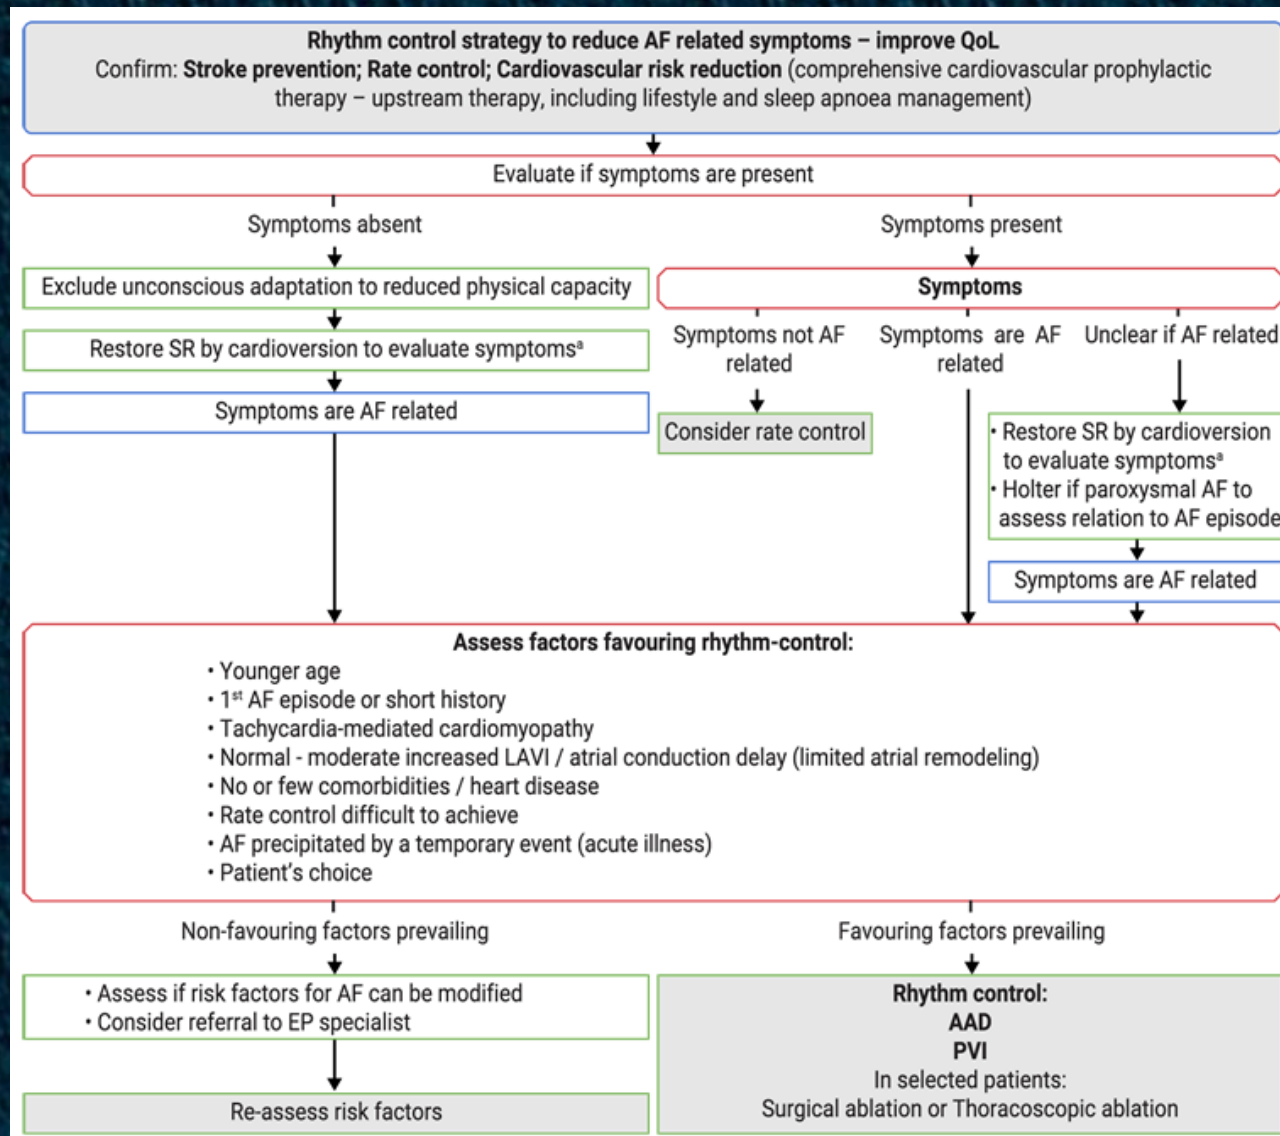 Rhythm control strategy to reduce AF related symptoms – improve QoL
Confirm: Stroke prevention; Rate control; Cardiovascular risk reduction (comprehensive cardiovascular prophylactic
therapy – upstream therapy, including lifestyle and sleep apnoea management)
Evaluate if symptoms are present
Symptoms absent
Symptoms present
Exclude unconscious adaptation to reduced physical capacity
Restore SR by cardioversion to evaluate symptomsᵃ
Symptoms are AF related
Symptoms
Symptoms not AF
related
Consider rate control
Symptoms are AF
related
Unclear if AF related
• Restore SR by cardioversion
to evaluate symptomsᵃ
• Holter if paroxysmal AF to
assess relation to AF episode
Symptoms are AF related
Assess factors favouring rhythm-control:
• Younger age
• 1ˢᵗ AF episode or short history
• Tachycardia-mediated cardiomyopathy
• Normal - moderate increased LAVI / atrial conduction delay (limited atrial remodeling)
• No or few comorbidities / heart disease
• Rate control difficult to achieve
• AF precipitated by a temporary event (acute illness)
• Patient's choice
Non-favouring factors prevailing
• Assess if risk factors for AF can be modified
• Consider referral to EP specialist
Re-assess risk factors
Favouring factors prevailing
Rhythm control:
AAD
PVI
In selected patients:
Surgical ablation or Thoracoscopic ablation